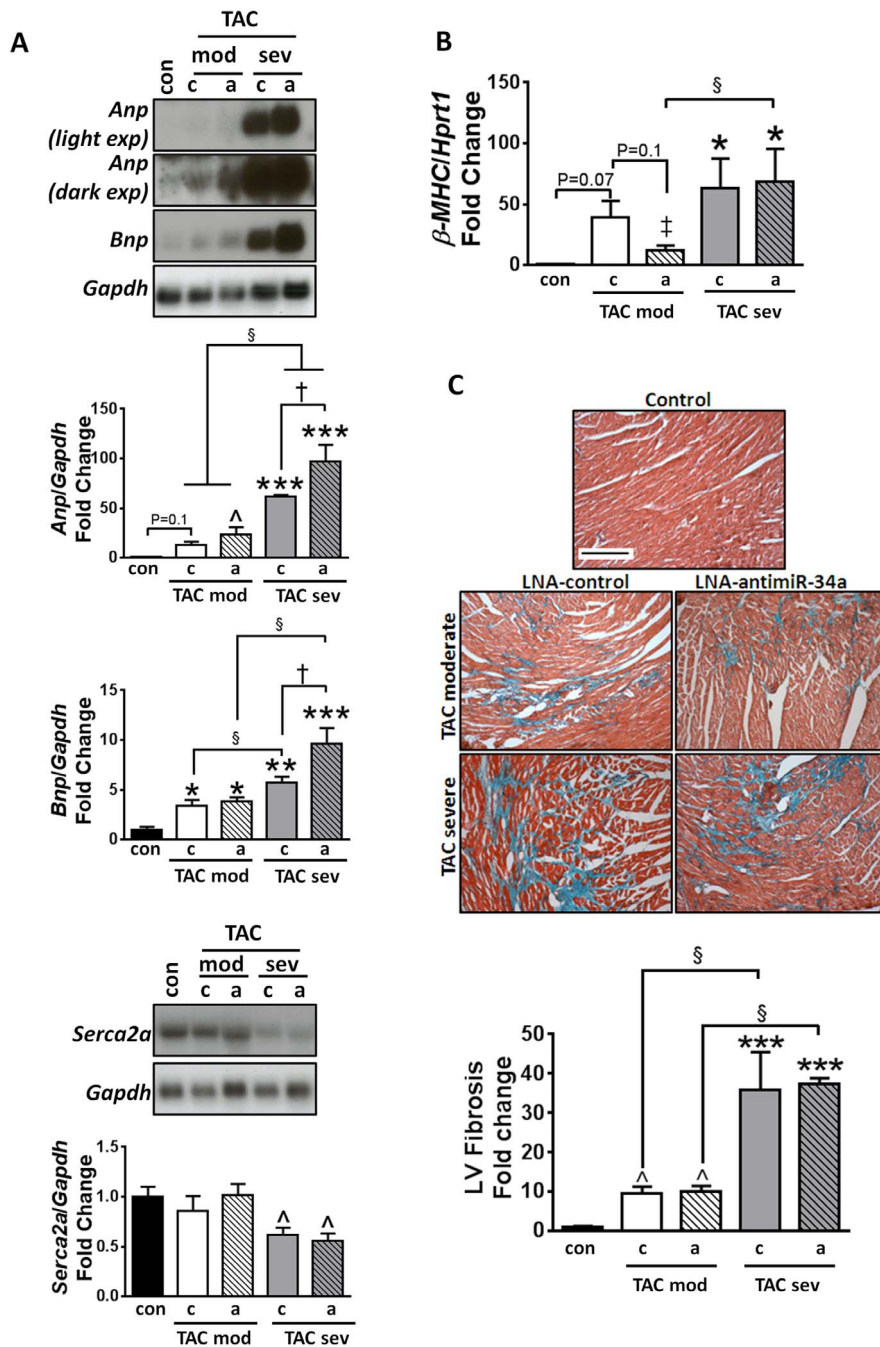 A
TAC
con
mod
sev
c a c a
Anp
(light exp)
Anp
(dark exp)
Bnp
Gapdh
Anp/Gapdh
Fold Change
150
100
50
0
P=0.1
^
***
***
†
§
con c a c a
TAC mod TAC sev
Bnp/Gapdh
Fold Change
15
10
5
0
*
*
**
***
§
†
§
con c a c a
TAC mod TAC sev
TAC
con
mod
sev
c a c a
Serca2a
Gapdh
Serca2a/Gapdh
Fold Change
1.5
1.0
0.5
0.0
^
^
con c a c a
TAC mod TAC sev
B
β-MHC/Hprt1
Fold Change
150
100
50
0
P=0.07
P=0.1
‡
*
*
§
con c a c a
TAC mod TAC sev
C
Control
LNA-control
LNA-antimiR-34a
TAC moderate
TAC severe
LV Fibrosis
Fold change
50
40
30
20
10
0
^
^
***
***
§
§
con c a c a
TAC mod TAC sev